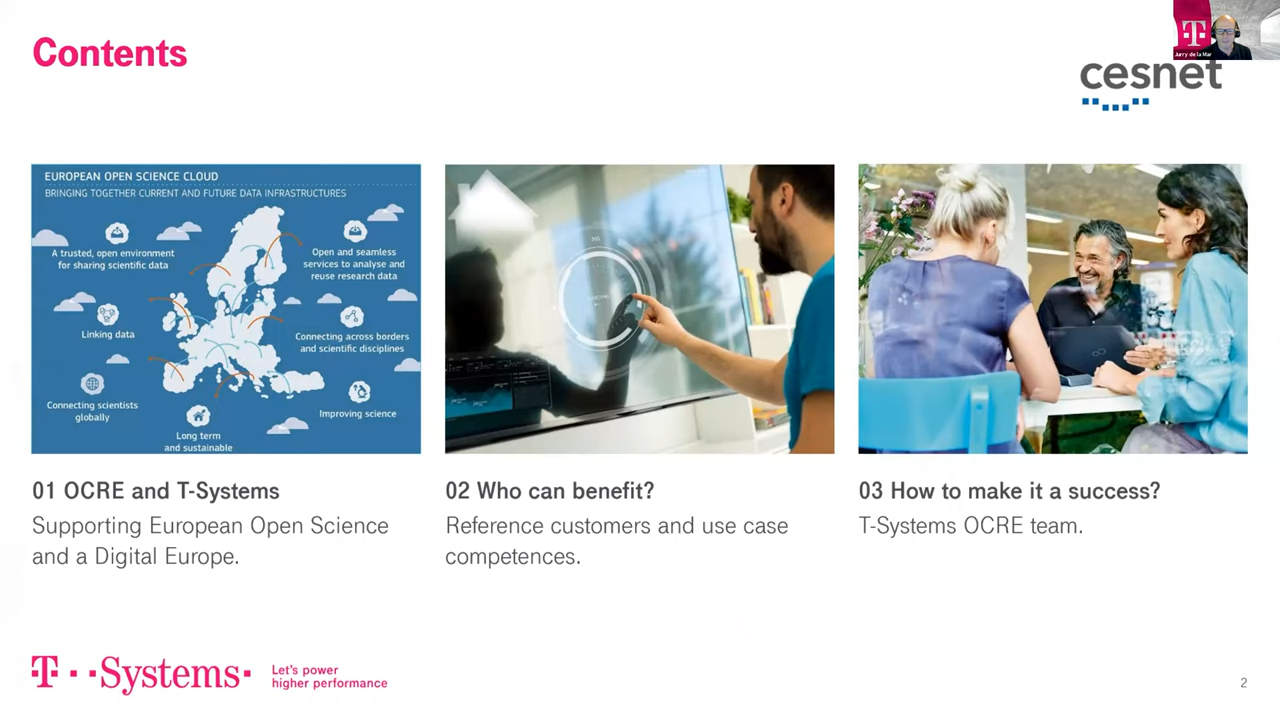 Contents
Jurry de la Mar
cesnet
EUROPEAN OPEN SCIENCE CLOUD
BRINGING TOGETHER CURRENT AND FUTURE DATA INFRASTRUCTURES
A trusted, open environment
for sharing scientific data
Open and seamless
services to analyse and
reuse research data
Linking data
Connecting across borders
and scientific disciplines
Connecting scientists
globally
Improving science
Long term
and sustainable
01 OCRE and T-Systems
Supporting European Open Science
and a Digital Europe.
02 Who can benefit?
Reference customers and use case
competences.
03 How to make it a success?
T-Systems OCRE team.
T··Systems·
Let's power
higher performance
2